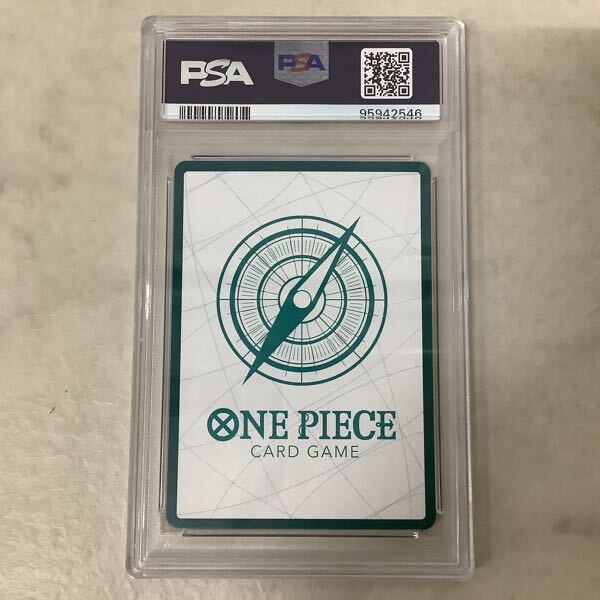 PSA
PSA
95942546
ONE PIECE
CARD GAME